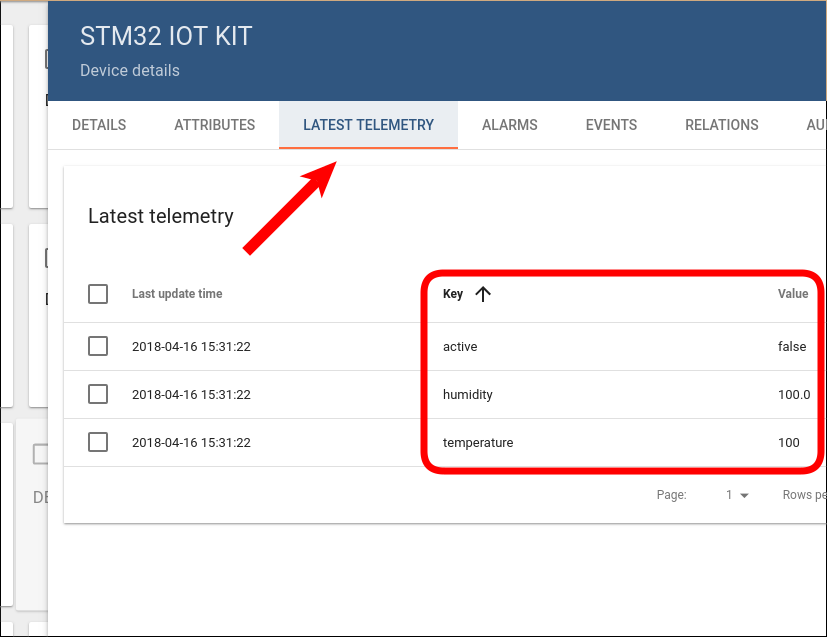 STM32 IOT KIT
Device details
DETAILS ATTRIBUTES LATEST TELEMETRY ALARMS EVENTS RELATIONS AU
Latest telemetry
Last update time Key Value
2018-04-16 15:31:22 active false
2018-04-16 15:31:22 humidity 100.0
2018-04-16 15:31:22 temperature 100
DE
Page: 1 Rows pe